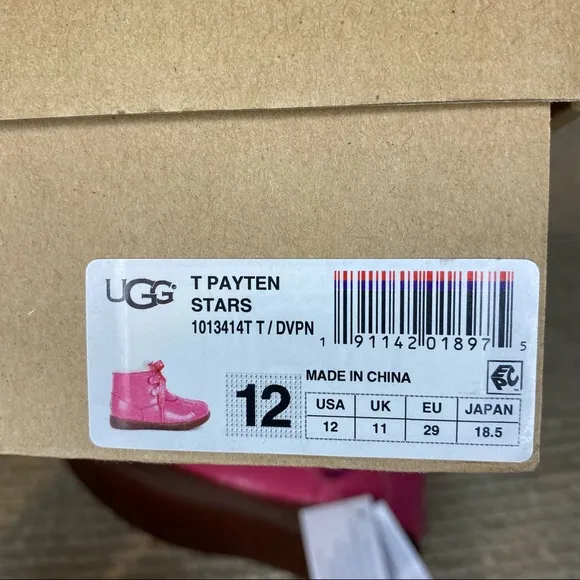 UGG
T PAYTEN
STARS
1013414T T / DVPN
1 91142 01897 5
MADE IN CHINA
12
USA UK EU JAPAN
12 11 29 18.5